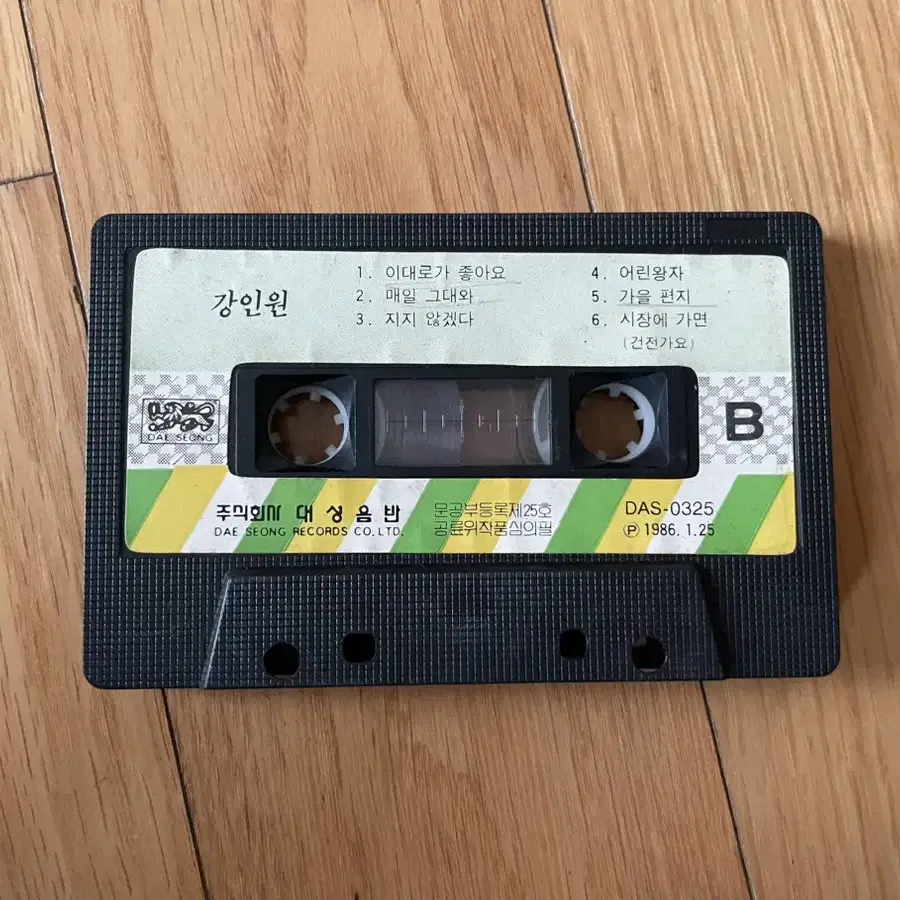 강인원
1. 이대로가 좋아요
2. 매일 그대와
3. 지지 않겠다
4. 어린왕자
5. 가을 편지
6. 시장에 가면
(건전가요)
DAE SEONG
B
주식회사 대성음반
DAE SEONG RECORDS CO.LTD.
문공부등록제25호
공륜위작품심의필
DAS-0325
Ⓟ 1986.1.25